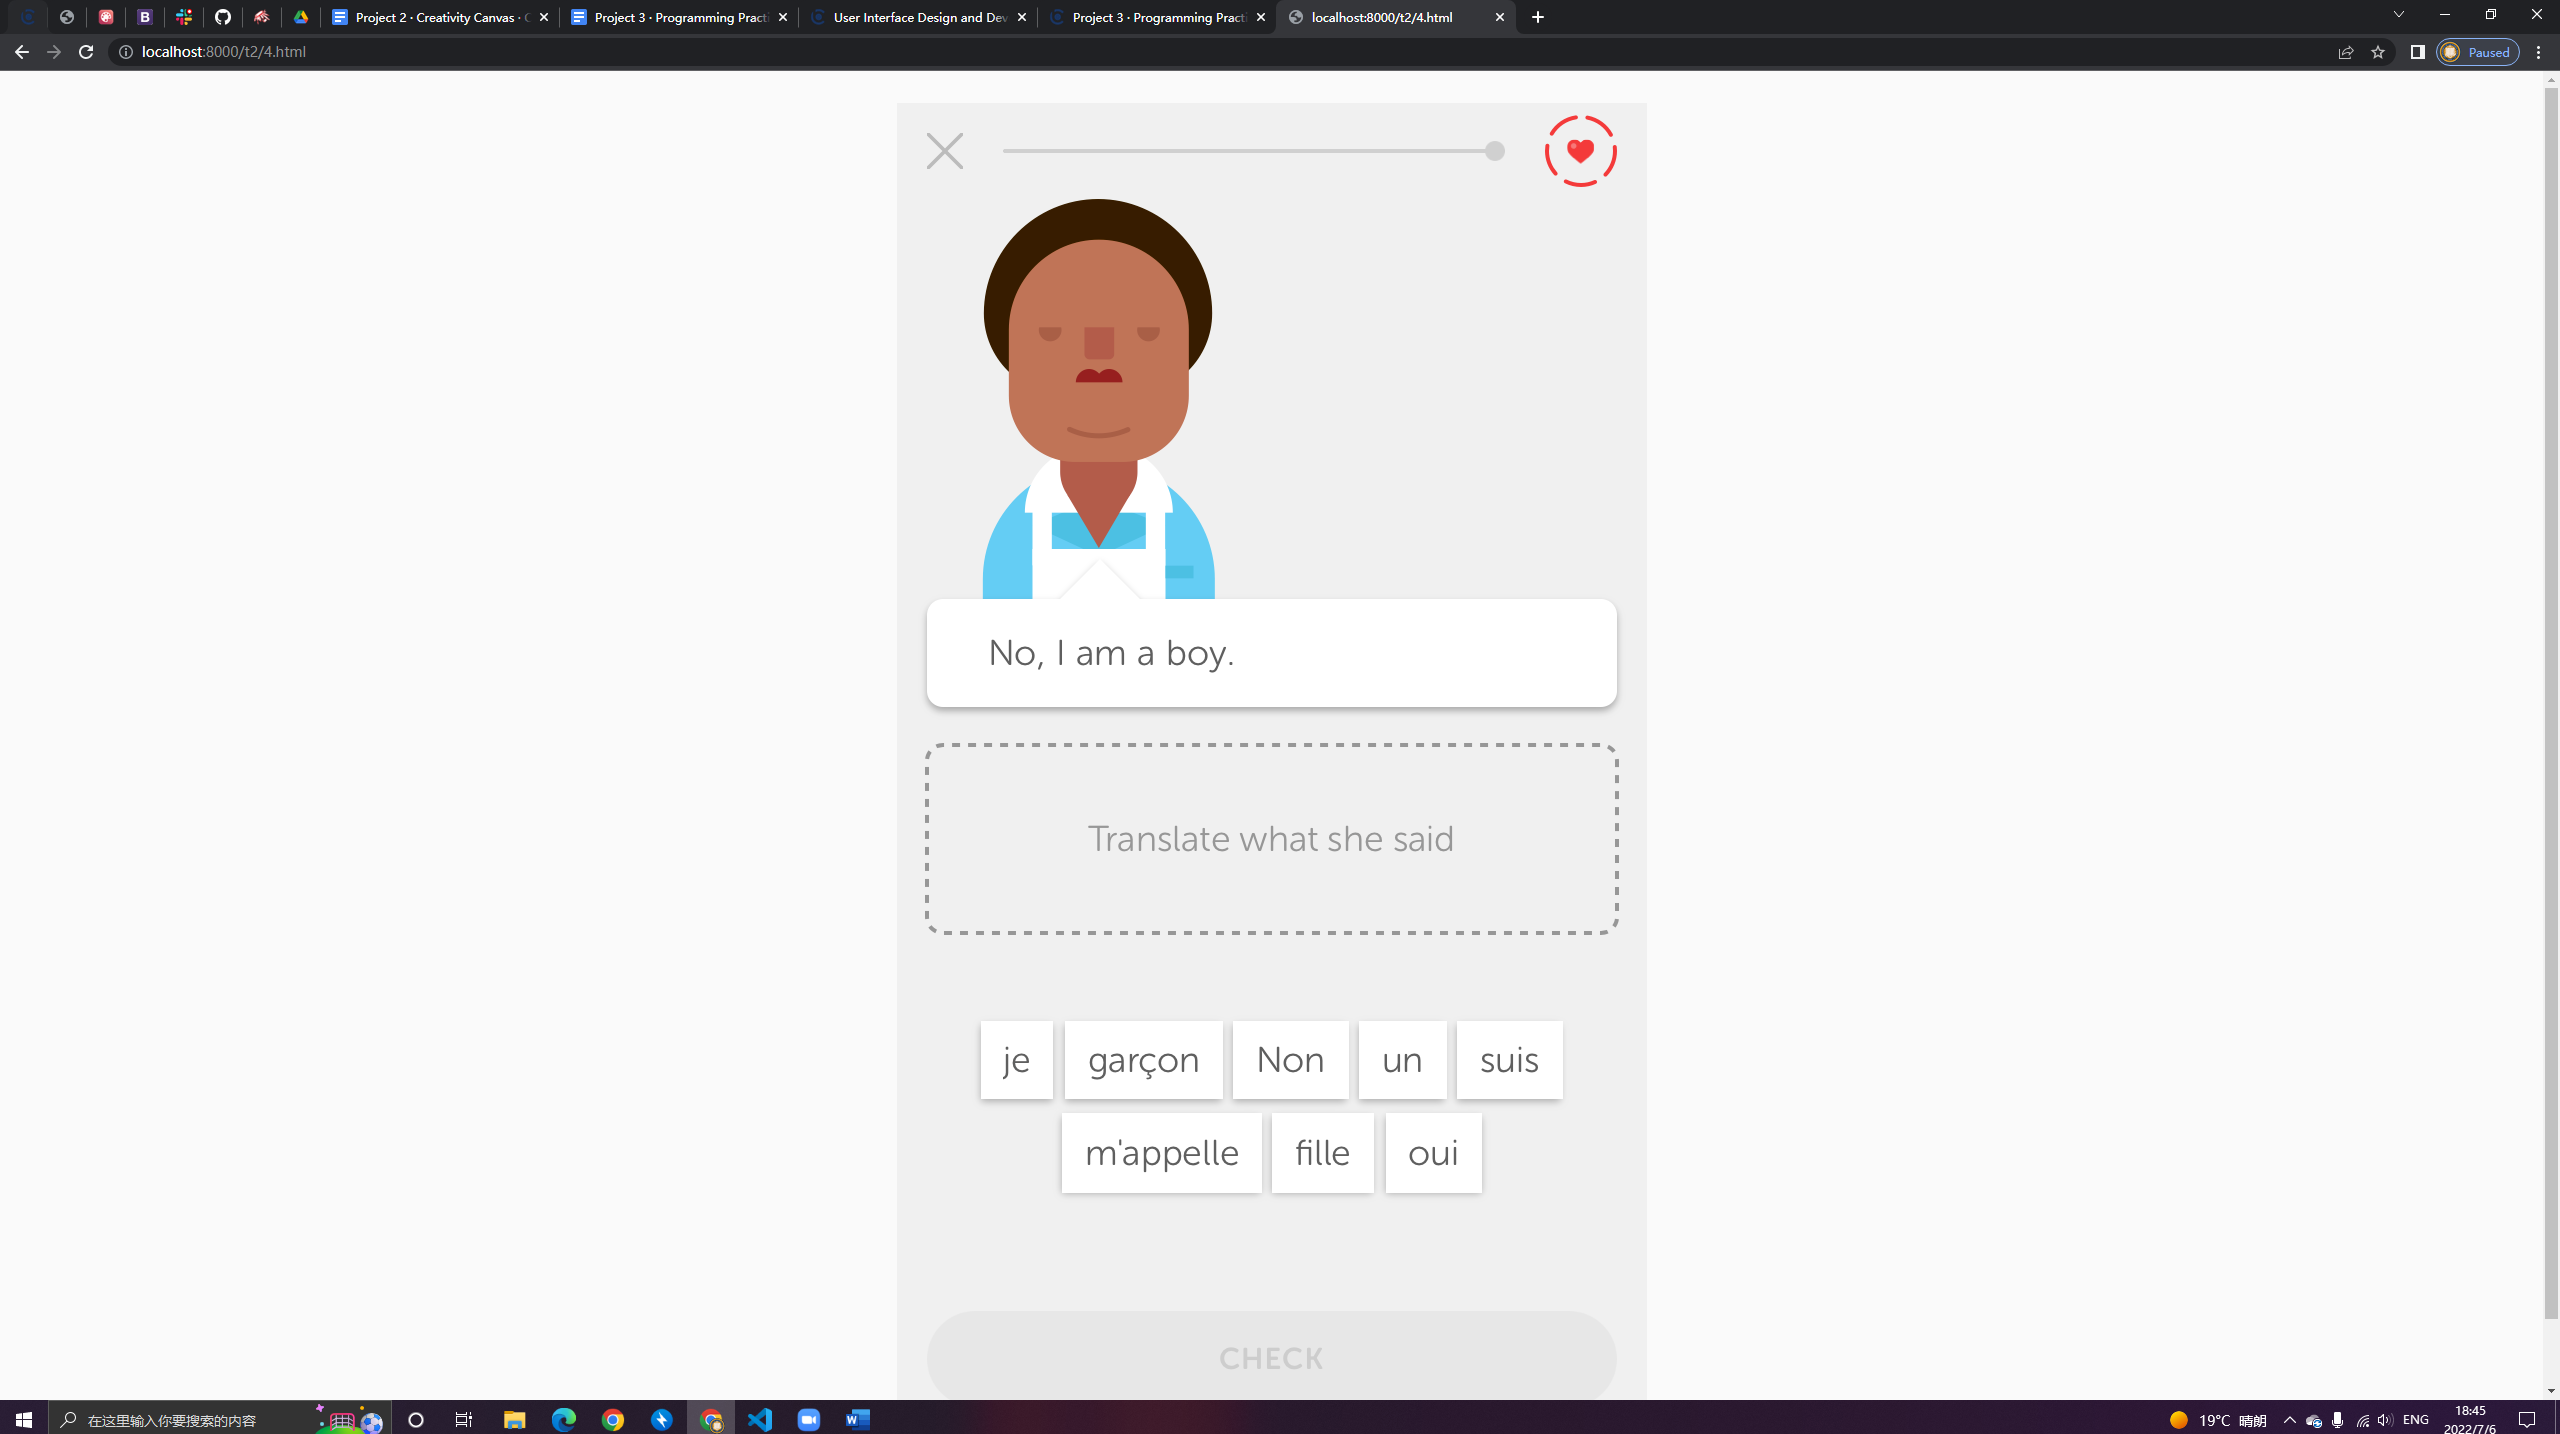 Project 2 · Creativity Canvas · C
Project 3 · Programming Practi
User Interface Design and Dev
Project 3 · Programming Practi
localhost:8000/t2/4.html
localhost:8000/t2/4.html
Paused
No, I am a boy.
Translate what she said
je garçon Non un suis
m'appelle fille oui
CHECK
在这里输入你要搜索的内容
19°C 晴朗
ENG
18:45
2022/7/6